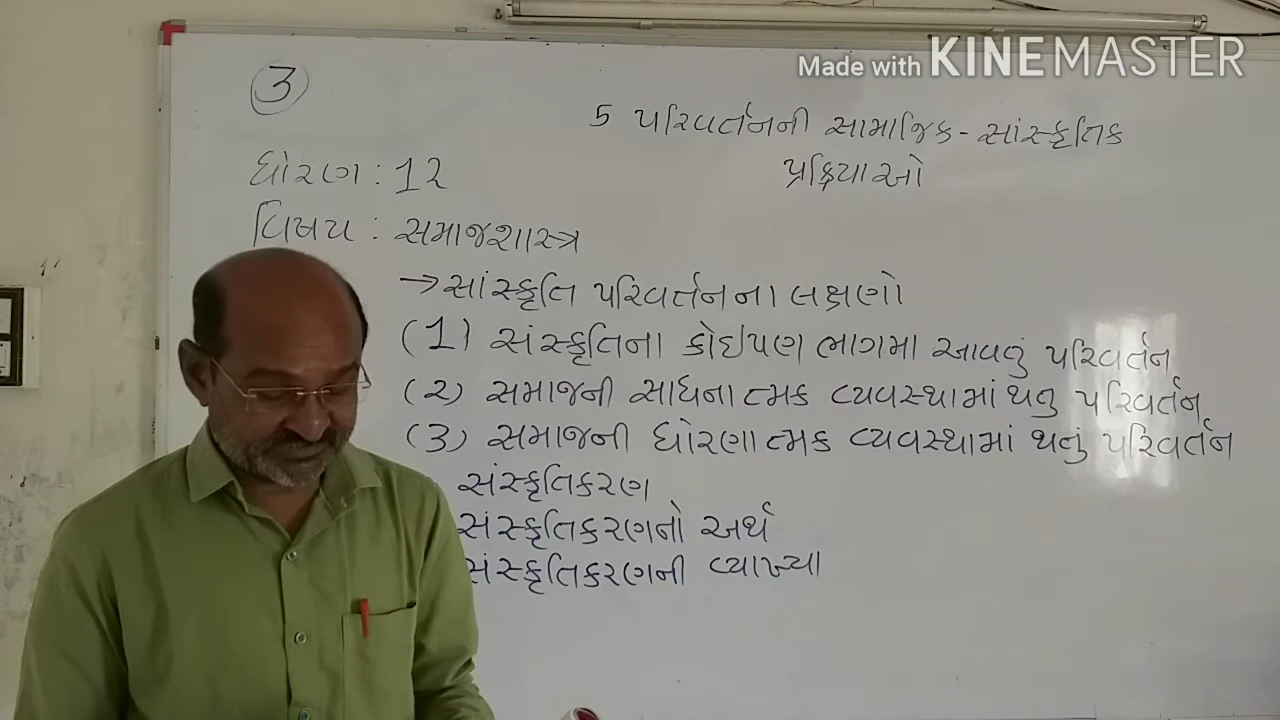 Made with KINEMASTER
3
5 પરિવર્તનની સામાજિક - સાંસ્કૃતિક
પ્રક્રિયાઓ
ધોરણ : 12
વિષય : સમાજશાસ્ત્ર
→ સાંસ્કૃતિ પરિવર્તનના લક્ષણો
(1) સંસ્કૃતિના કોઇપણ ભાગમા આવતું પરિવર્તન
(૨) સમાજની સાધનાત્મક વ્યવસ્થામાં થતુ પરિવર્તન
(3) સમાજની ધોરણાત્મક વ્યવસ્થામાં થતું પરિવર્તન
સંસ્કૃતિકરણ
સંસ્કૃતિકરણનો અર્થ
સંસ્કૃતિકરણની વ્યાખ્યા